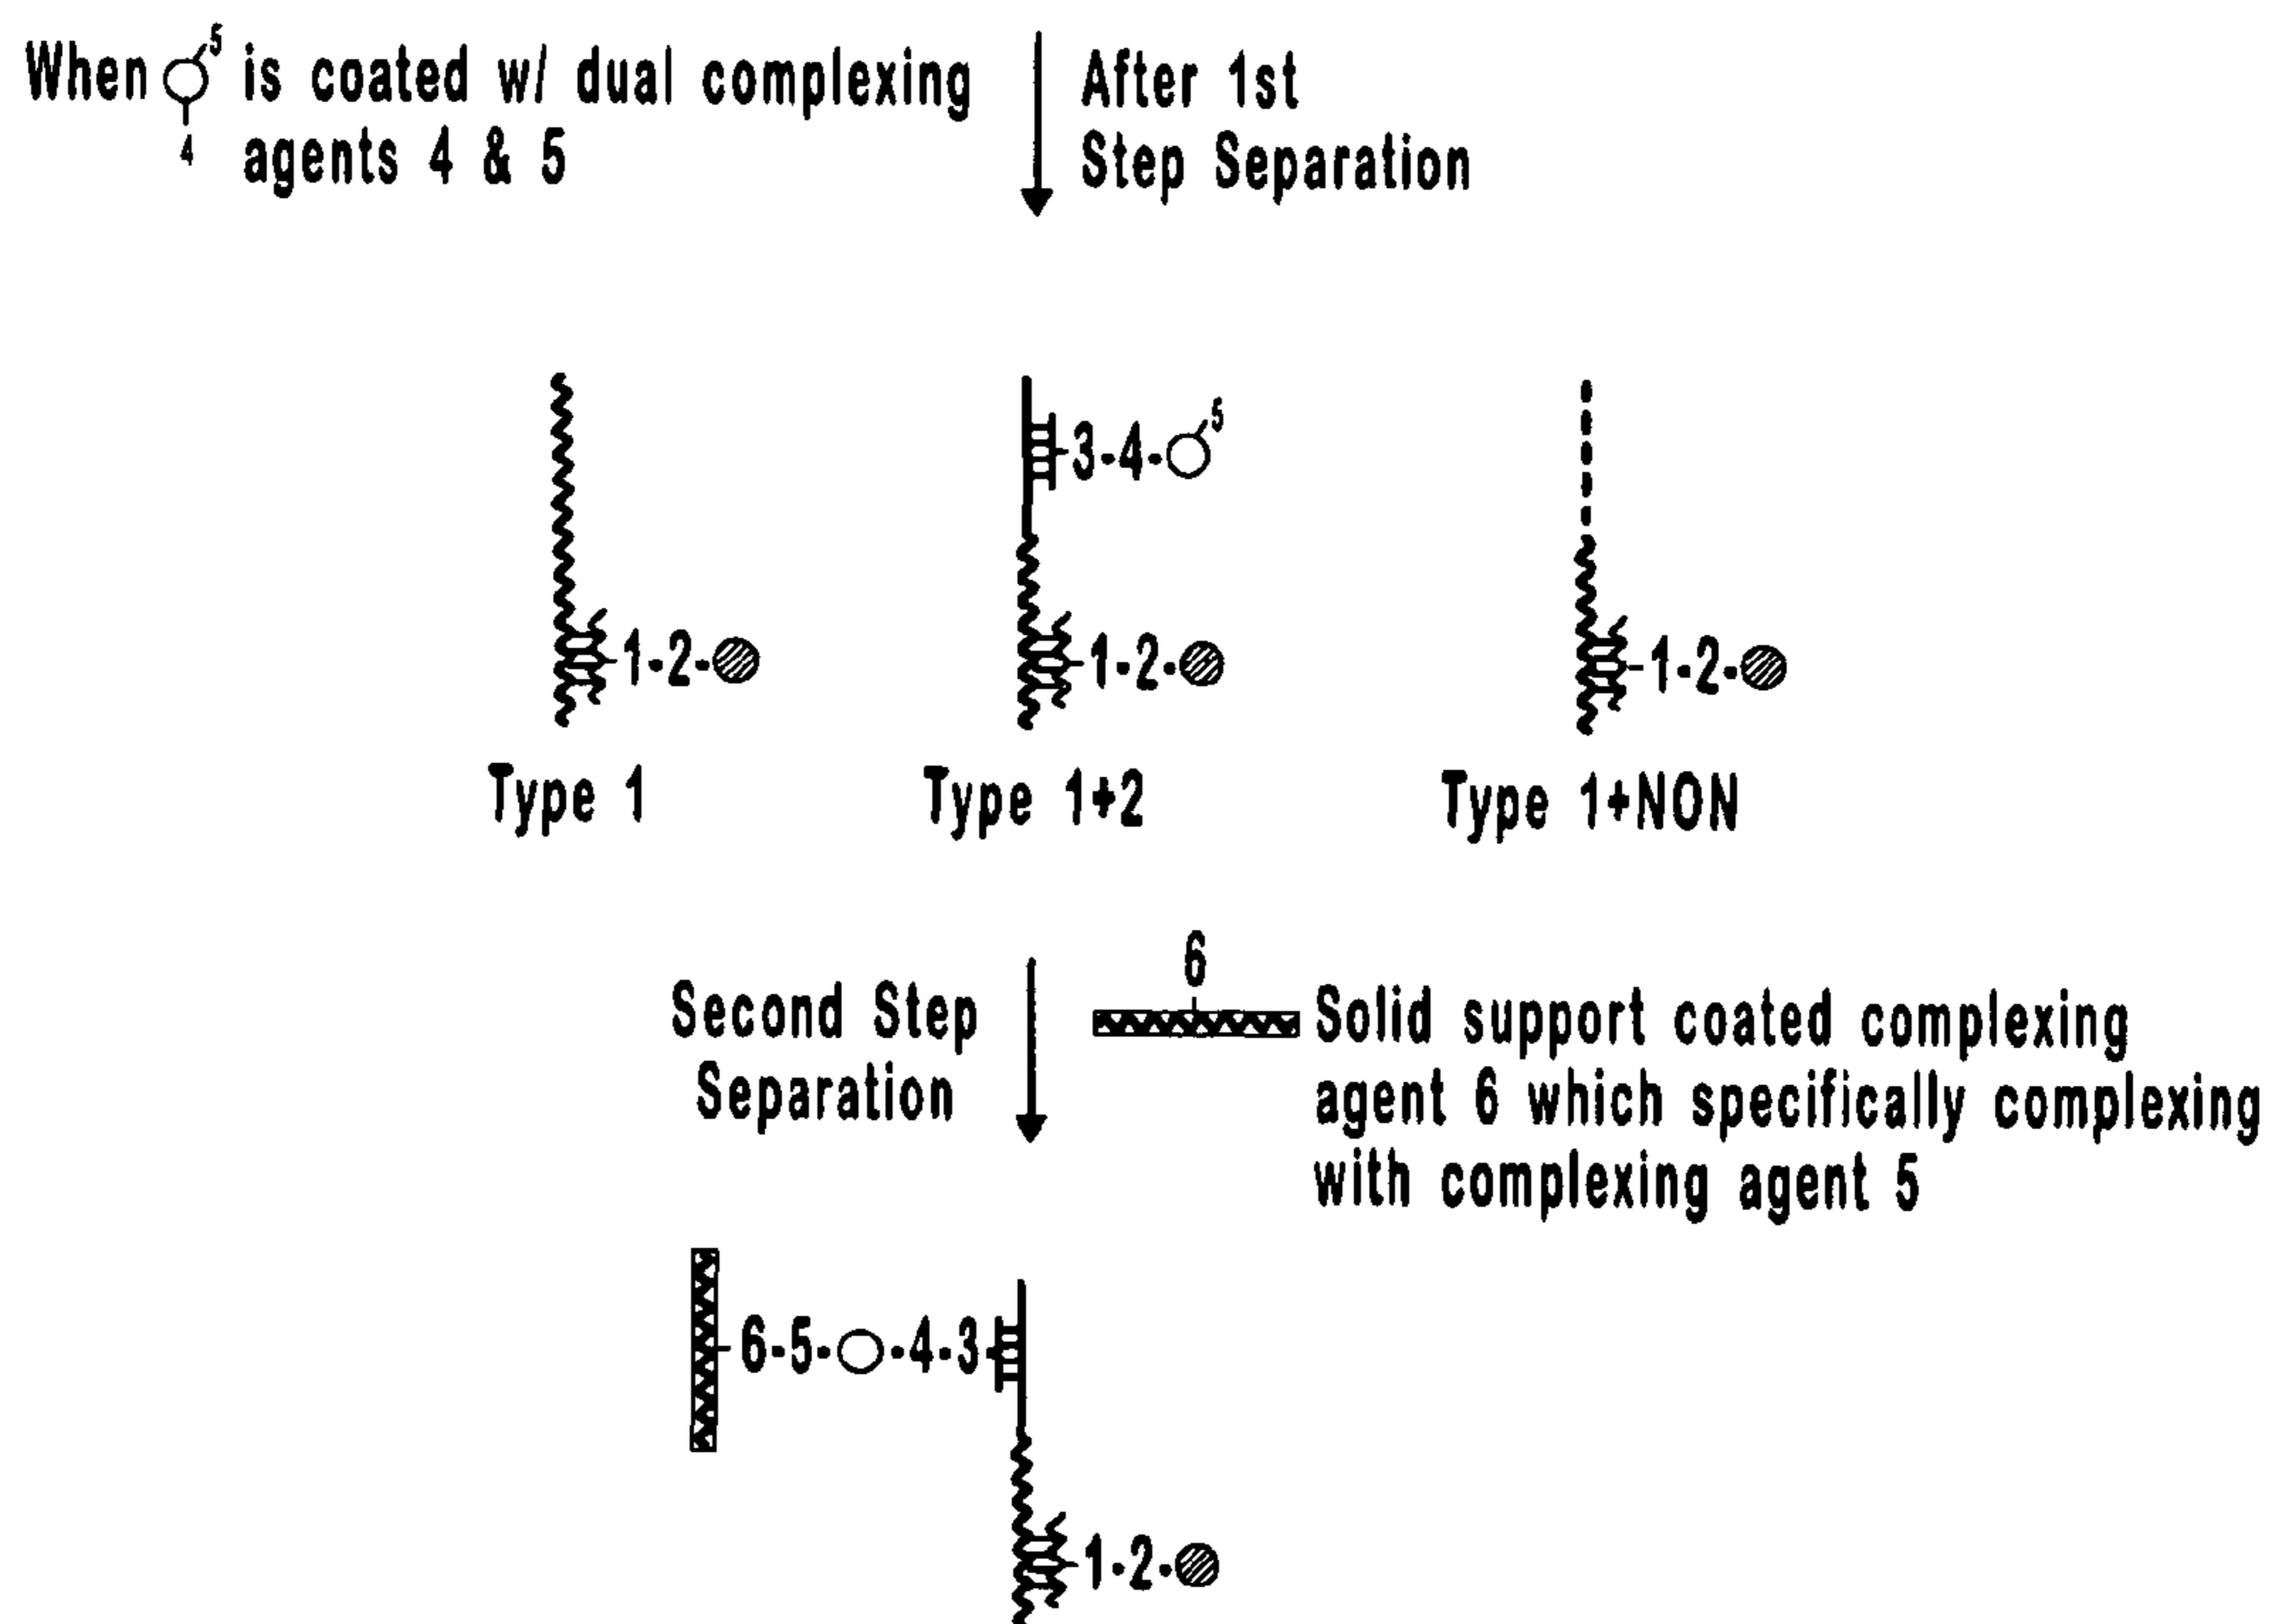 When 5 is coated w/ dual complexing
4 agents 4 & 5
After 1st
Step Separation
3-4- 5
1-2-
1-2-
1-2-
Type 1
Type 1+2
Type 1+NON
Second Step
Separation
6
Solid support coated complexing
agent 6 which specifically complexing
with complexing agent 5
6-5- -4-3
1-2-